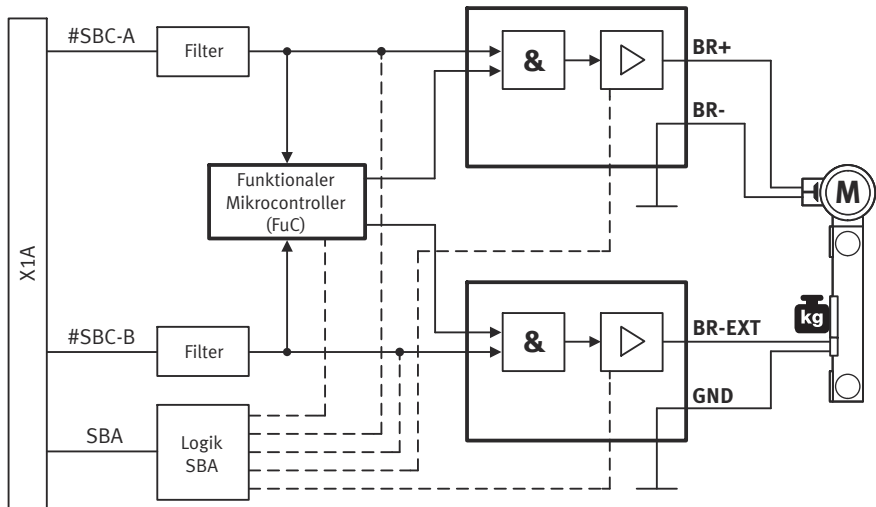 #SBC-A
Filter
&
BR+
BR-
Funktionaler
Mikrocontroller
(FuC)
M
X1A
kg
#SBC-B
Filter
&
BR-EXT
GND
SBA
Logik
SBA